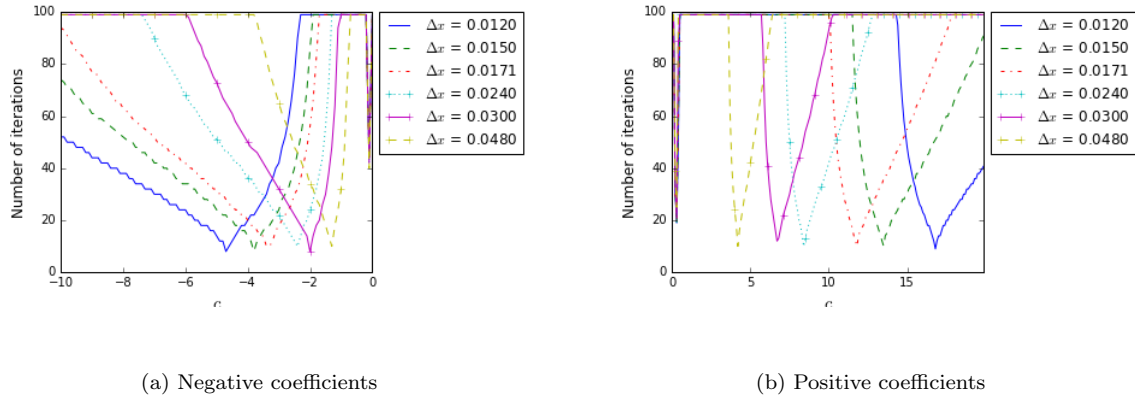 100
80
60
40
20
0
Number of iterations
−10
−8
−6
−4
−2
0
c
Δx = 0.0120
Δx = 0.0150
Δx = 0.0171
Δx = 0.0240
Δx = 0.0300
Δx = 0.0480
(a) Negative coefficients
100
80
60
40
20
0
Number of iterations
0
5
10
15
c
Δx = 0.0120
Δx = 0.0150
Δx = 0.0171
Δx = 0.0240
Δx = 0.0300
Δx = 0.0480
(b) Positive coefficients